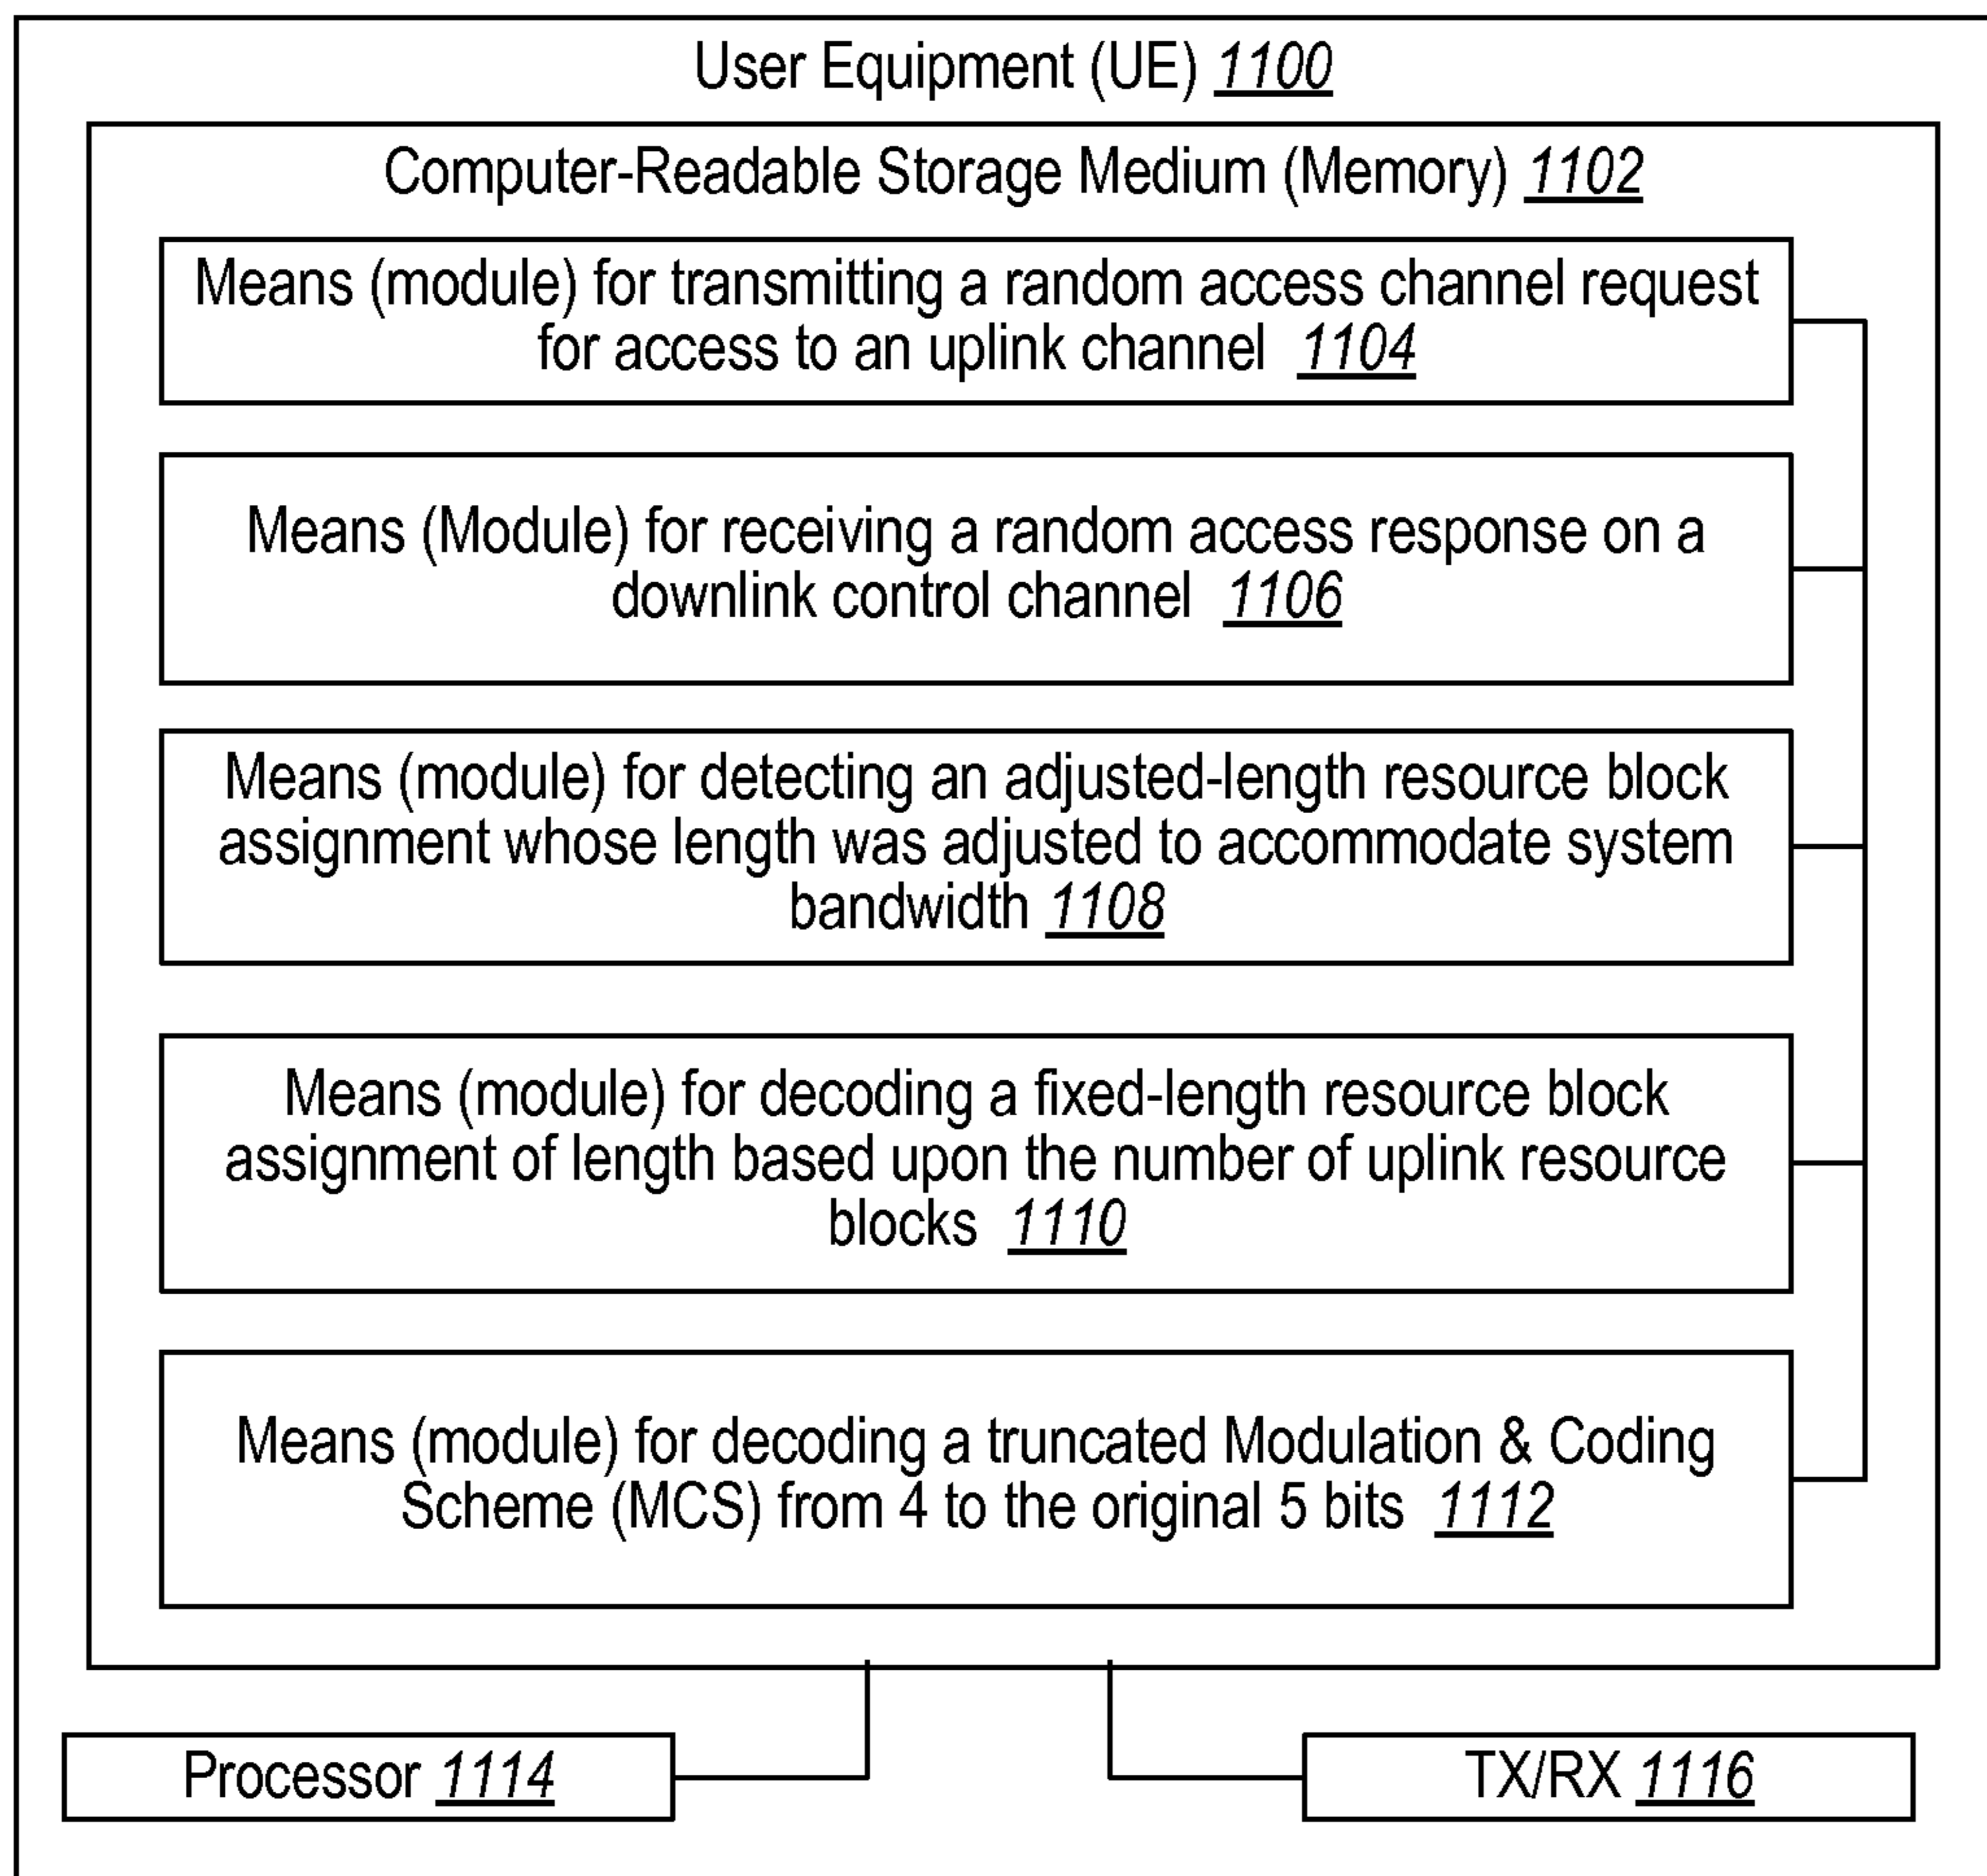 User Equipment (UE) 1100
Computer-Readable Storage Medium (Memory) 1102
Means (module) for transmitting a random access channel request
for access to an uplink channel 1104
Means (Module) for receiving a random access response on a
downlink control channel 1106
Means (module) for detecting an adjusted-length resource block
assignment whose length was adjusted to accommodate system
bandwidth 1108
Means (module) for decoding a fixed-length resource block
assignment of length based upon the number of uplink resource
blocks 1110
Means (module) for decoding a truncated Modulation & Coding
Scheme (MCS) from 4 to the original 5 bits 1112
Processor 1114
TX/RX 1116